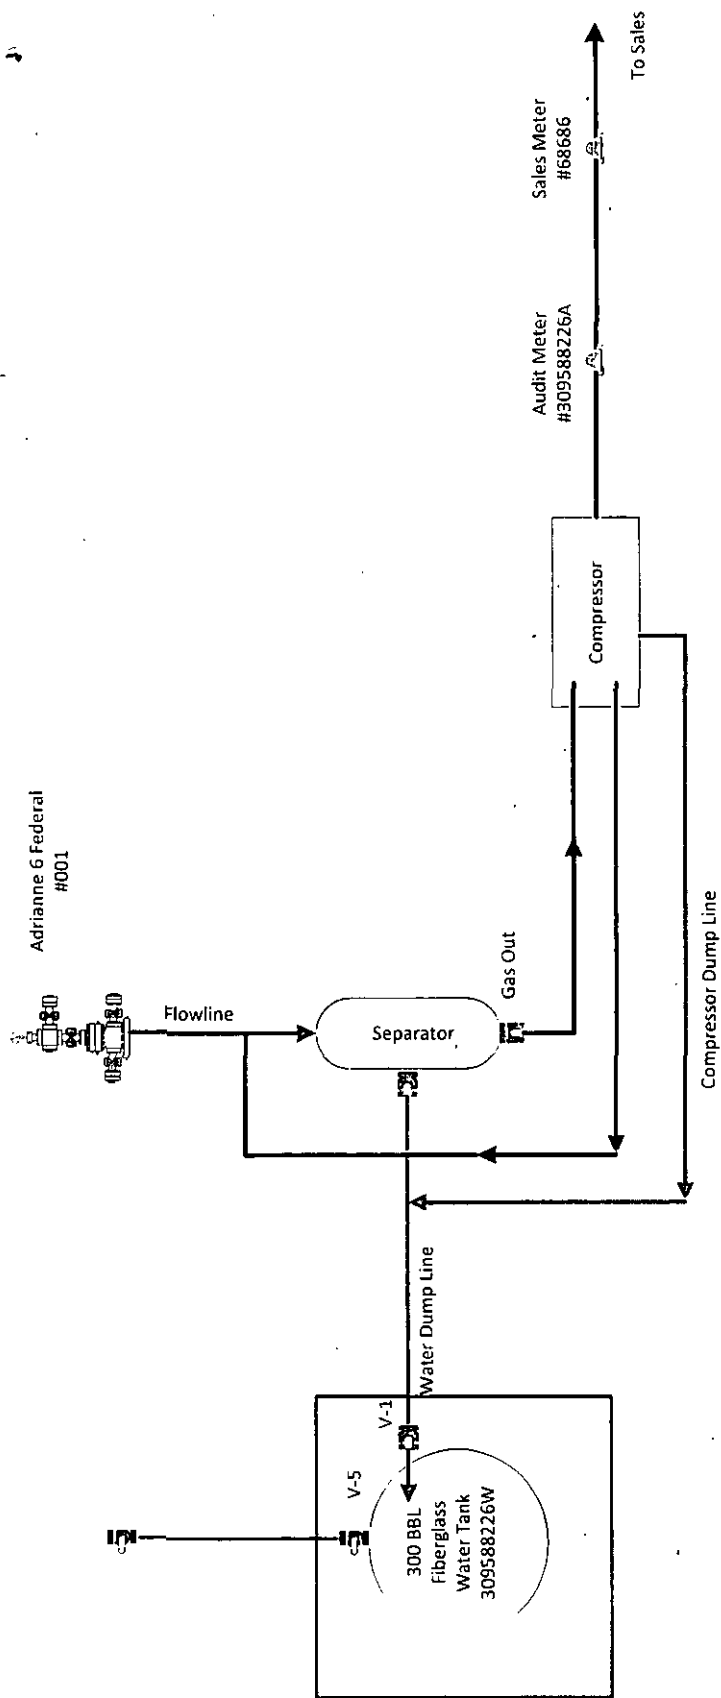 Adrianne 6 Federal
#001
Flowline
Separator
Gas Out
Water Dump Line
V-1
V-5
300 BBL
Fiberglass
Water Tank
309588226W
Compressor
Compressor Dump Line
Audit Meter
#309588226A
Sales Meter
#68686
To Sales